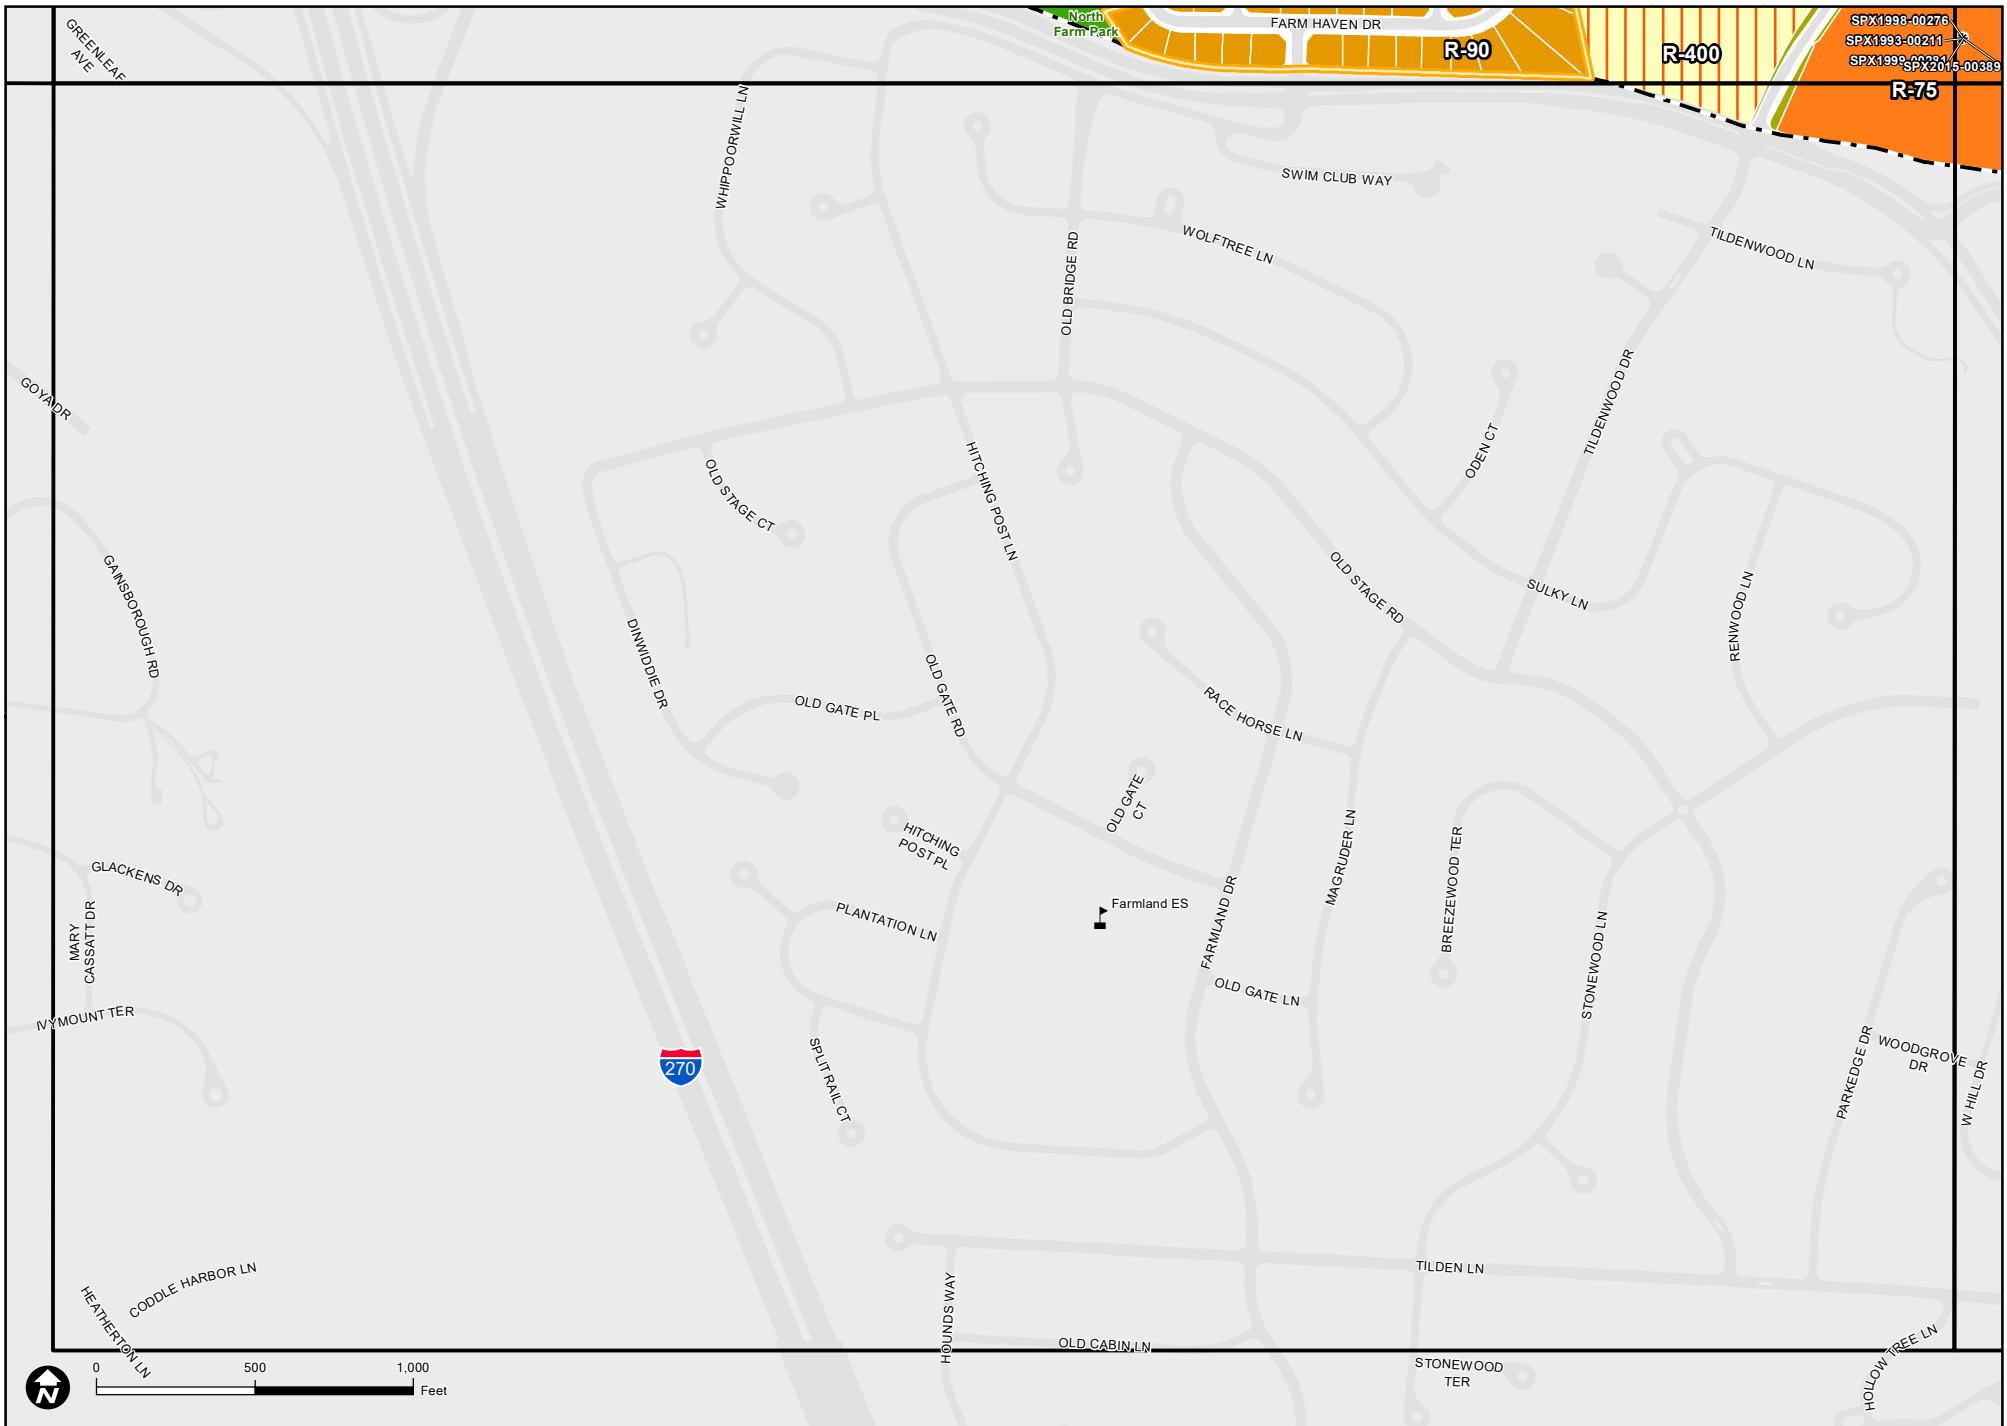 GREENLEAF
AVE
North
Farm Park
FARM HAVEN DR
R-90
R-400
SPX1998-00276
SPX1993-00211
SPX2015-00389
R-75
WHIPPOORWILL LN
SWIM CLUB WAY
OLD BRIDGE RD
WOLFTREE LN
TILDENWOOD LN
GOYA DR
TILDENWOOD DR
ODEN CT
OLD STAGE CT
HITCHING POST LN
GAINSBOROUGH RD
OLD STAGE RD
SULKY LN
RENWOOD LN
DINWIDDIE DR
OLD GATE PL
OLD GATE RD
RACE HORSE LN
OLD GATE
CT
HITCHING
POST PL
MAGRUDER LN
BREEZEWOOD TER
GLACKENS DR
MARY
CASSATT DR
PLANTATION LN
Farmland ES
FARMLAND DR
STONEWOOD LN
OLD GATE LN
IVYMOUNT TER
270
SPLIT RAIL CT
PARKEDGE DR
WOODGROVE
DR
W HILL DR
TILDEN LN
CODDLE HARBOR LN
HEATHERTON LN
HOUNDS WAY
OLD CABIN LN
STONEWOOD
TER
HOLLOW TREE LN
0 500 1,000
Feet
N